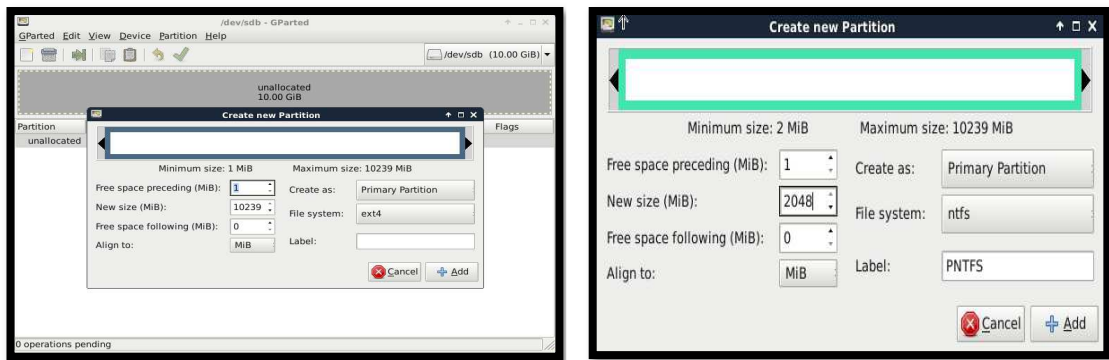 /dev/sdb - GParted
GParted Edit View Device Partition Help
/dev/sdb (10.00 GiB)
unallocated
10.00 GiB
Partition
Flags
unallocated
Create new Partition
Minimum size: 1 MiB Maximum size: 10239 MiB
Free space preceding (MiB): 1 Create as: Primary Partition
New size (MiB): 10239 File system: ext4
Free space following (MiB): 0
Align to: MiB Label:
Cancel Add
0 operations pending
Create new Partition
Minimum size: 2 MiB Maximum size: 10239 MiB
Free space preceding (MiB): 1 Create as: Primary Partition
New size (MiB): 2048 File system: ntfs
Free space following (MiB): 0
Align to: MiB Label: PNTFS
Cancel Add